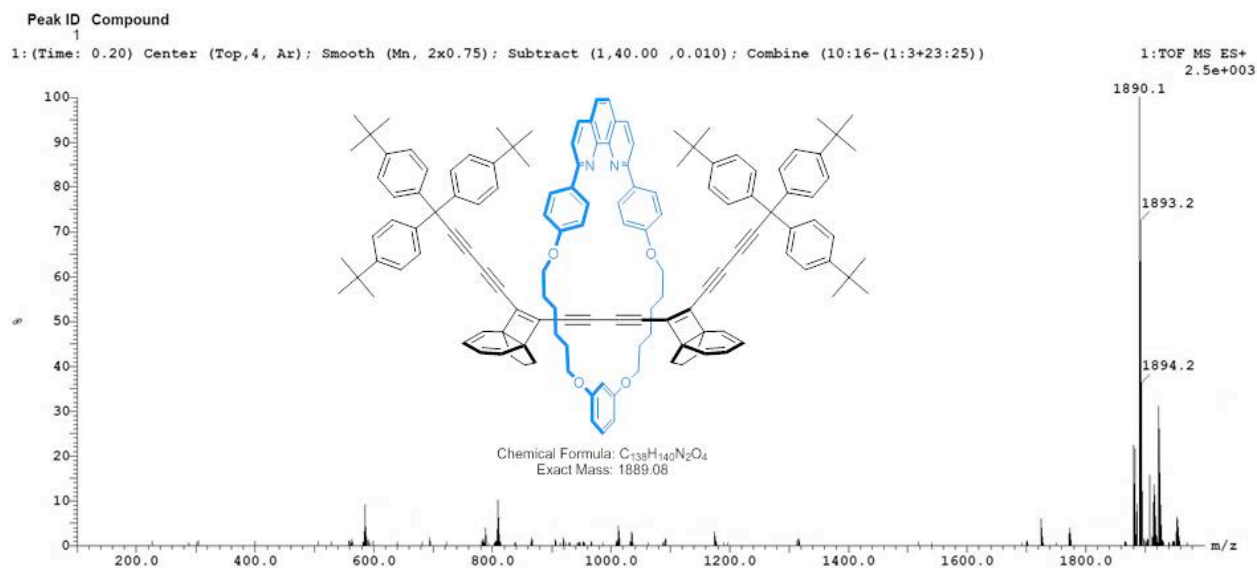 Peak ID Compound
1
1:(Time: 0.20) Center (Top,4, Ar); Smooth (Mn, 2x0.75); Subtract (1,40.00 ,0.010); Combine (10:16-(1:3+23:25))
1:TOF MS ES+
2.5e+003
1890.1
1893.2
1894.2
100
90
80
70
60
50
40
30
20
10
0
%
N N
O O
O O
Chemical Formula: C₁₃₈H₁₄₀N₂O₄
Exact Mass: 1889.08
200.0 400.0 600.0 800.0 1000.0 1200.0 1400.0 1600.0 1800.0 m/z